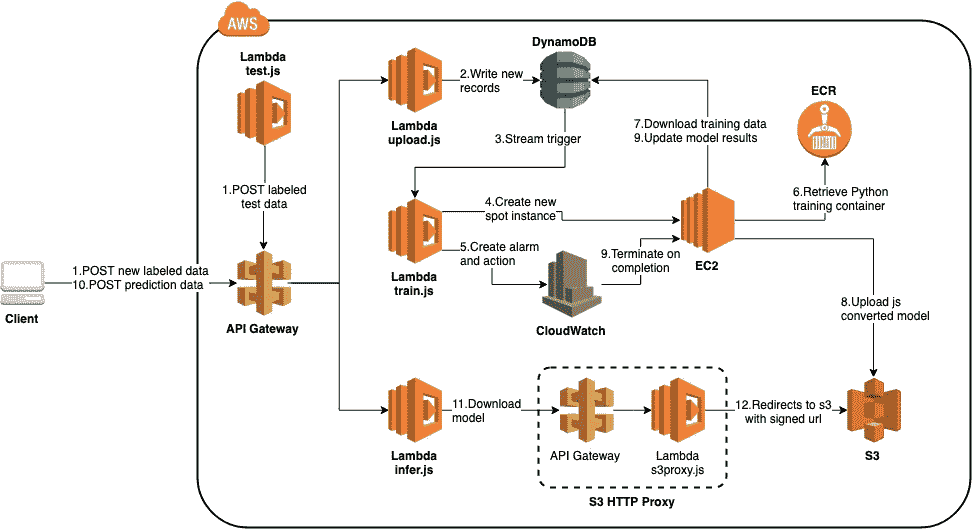 AWS
Lambda
test.js
1.POST labeled
test data
1.POST new labeled data
10.POST prediction data
Client
API Gateway
Lambda
upload.js
2.Write new
records
DynamoDB
3.Stream trigger
7.Download training data
9.Update model results
ECR
4.Create new
spot instance
6.Retrieve Python
training container
Lambda
train.js
5.Create alarm
and action
9.Terminate on
completion
EC2
CloudWatch
8.Upload js
converted model
Lambda
infer.js
11.Download
model
API Gateway
Lambda
s3proxy.js
12.Redirects to s3
with signed url
S3
S3 HTTP Proxy